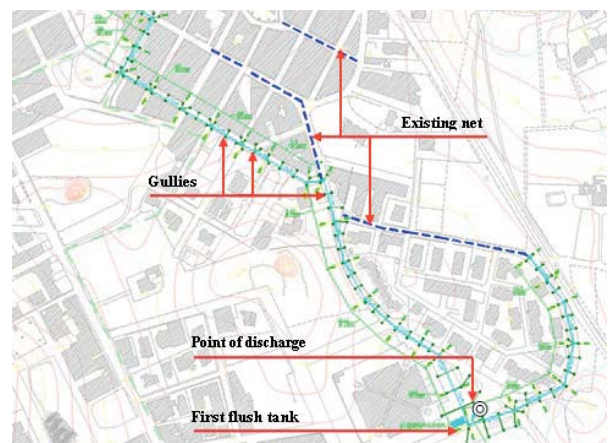 Existing net
Gullies
Point of discharge
First flush tank